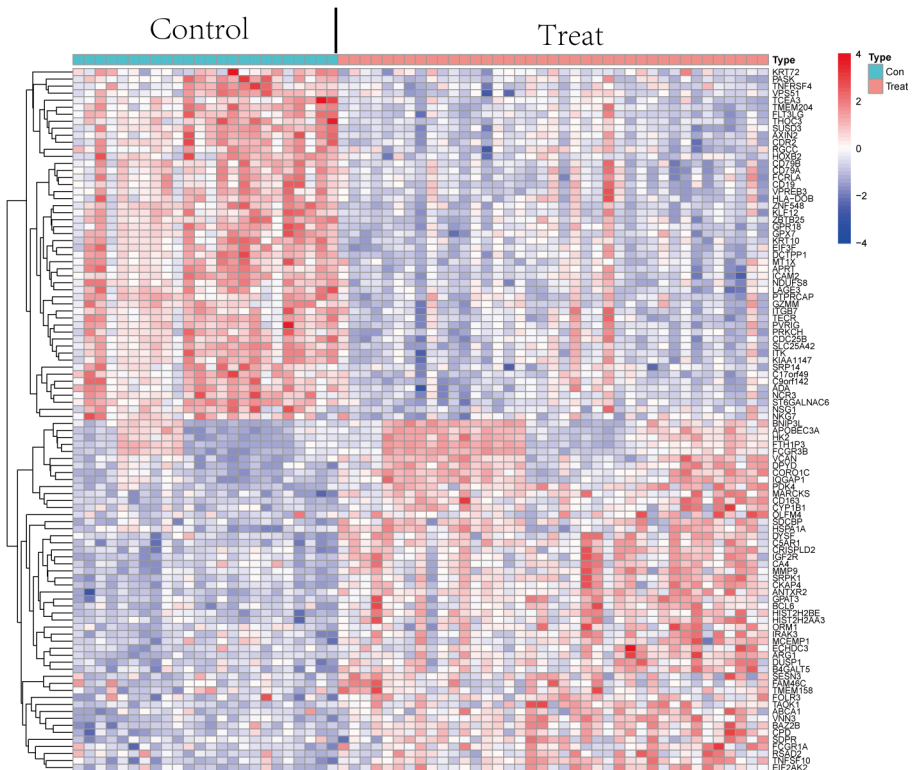 Control
Treat
Type
KRT72
PASK
TNFRSF4
VPS51
TCEA3
TMEM204
FLT3LG
THOC3
SUSD3
AXIN2
CDR2
RGCC
HOXB2
CD79B
CD79A
FCRLA
CD19
VPREB3
HLA-DOB
ZNF548
KLF12
ZBTB25
GPR18
GPX7
KRT10
EIF3F
DCTPP1
MT1X
APRT
ICAM2
NDUFS8
LAGE3
PTPRCAP
GZMM
ITGB7
TECR
PVRIG
PRKCH
CDC25B
SLC25A42
ITK
KIAA1147
SRP14
C17orf49
C9orf142
ADA
NCR3
ST6GALNAC6
NSG1
NKG7
BNIP3L
APOBEC3A
HK2
FTH1P3
FCGR3B
VCAN
DPYD
CORO1C
IQGAP1
PDK4
MARCKS
CD163
CYP1B1
OLFM4
SDCBP
HSPA1A
DYSF
C5AR1
CRISPLD2
IGF2R
CA4
MMP9
SRPK1
CKAP4
ANTXR2
GPAT3
BCL6
HIST2H2BE
HIST2H2AA3
ORM1
IRAK3
MCEMP1
ECHDC3
ARG1
DUSP1
B4GALT5
SESN3
FAM46C
TMEM158
FOLR3
TAOK1
ABCA1
VNN3
BAZ2B
CPD
SDPR
FCGR1A
RSAD2
TNFSF10
EIF2AK2
4
2
0
−2
−4
Type
Con
Treat